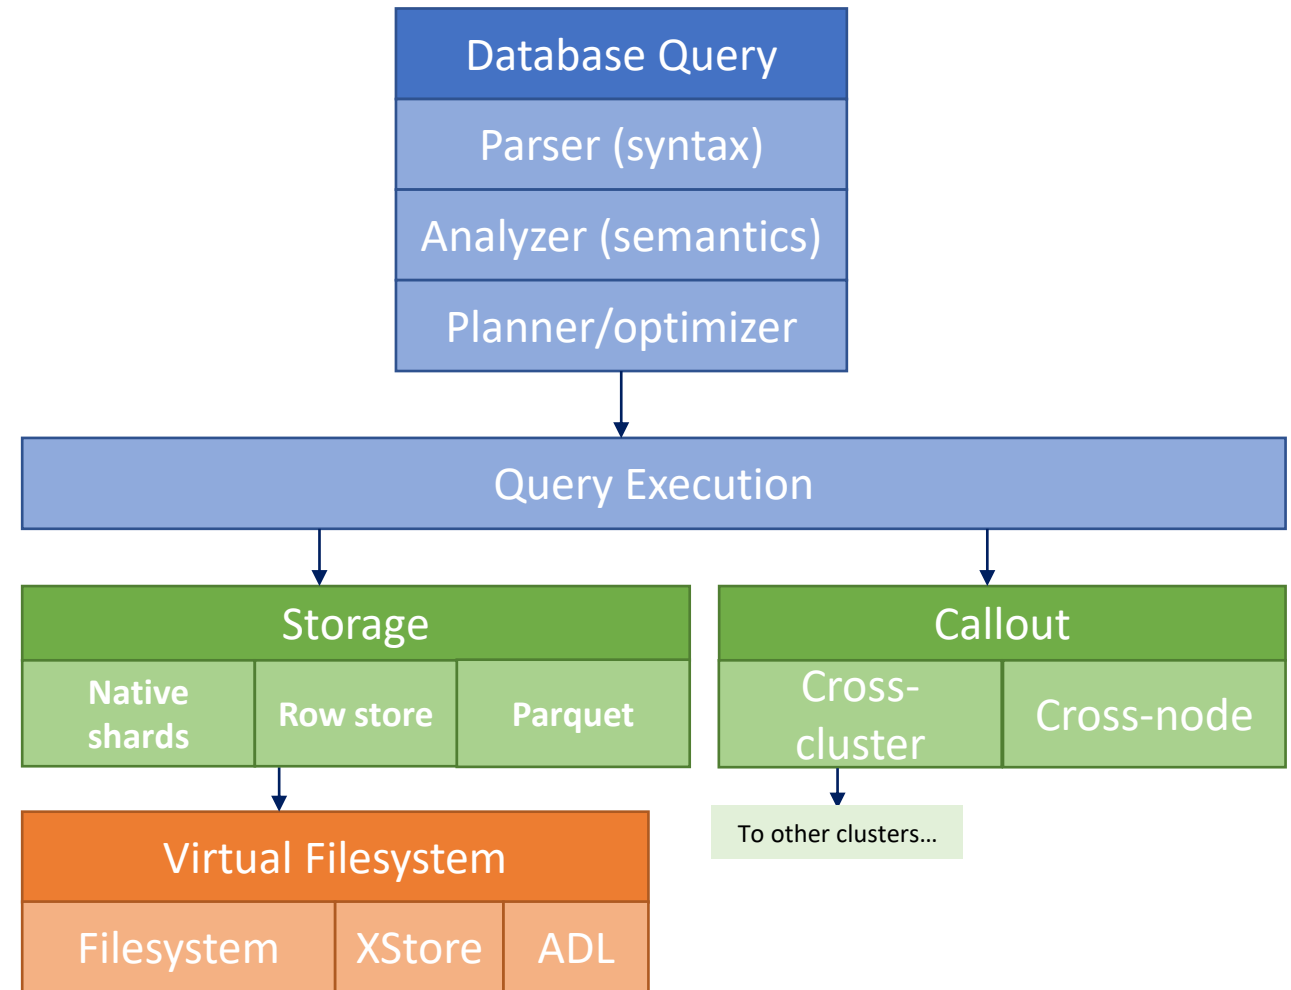 Database Query
Parser (syntax)
Analyzer (semantics)
Planner/optimizer
Query Execution
Storage
Native
shards
Row store
Parquet
Callout
Cross-
cluster
Cross-node
To other clusters...
Virtual Filesystem
Filesystem
XStore
ADL